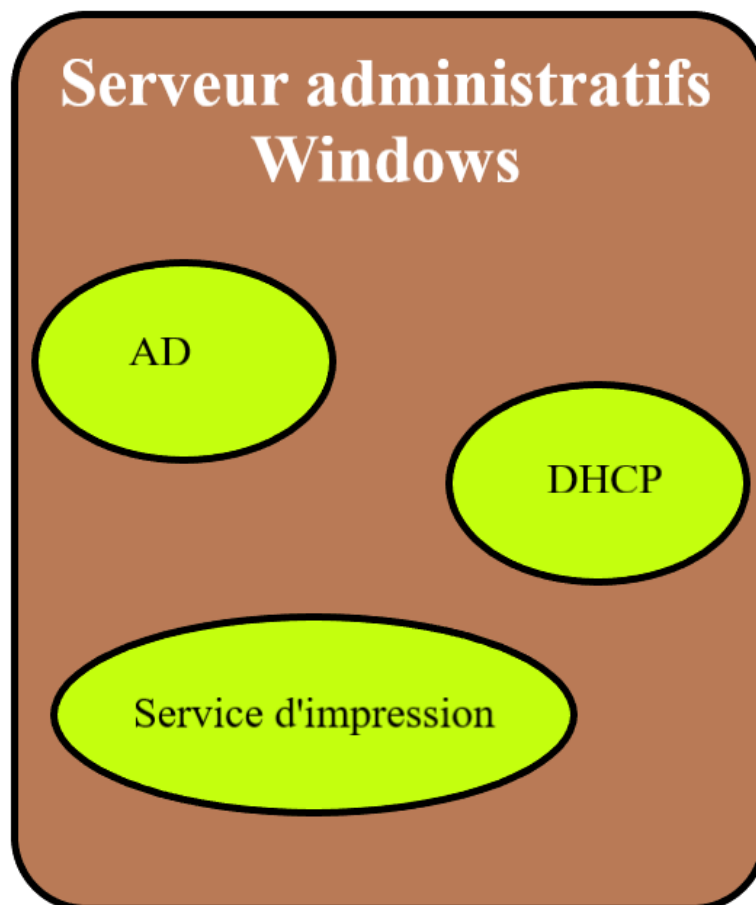 Serveur administratifs
Windows
AD
DHCP
Service d'impression